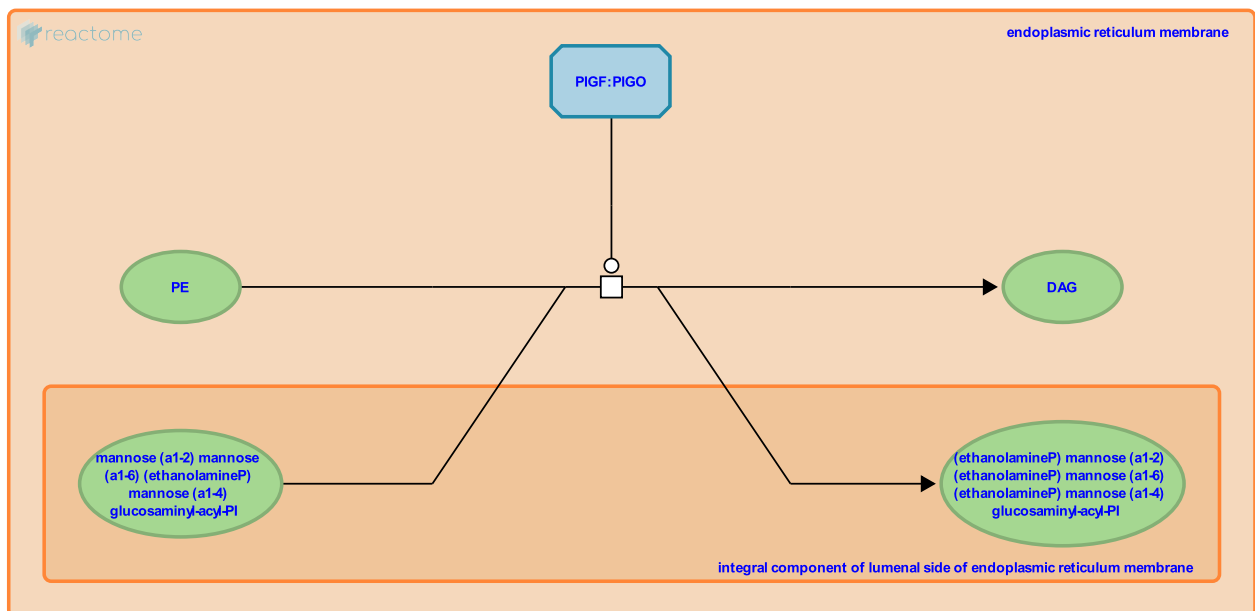 reactome
endoplasmic reticulum membrane
PIGF:PIGO
PE
DAG
mannose (a1-2) mannose
(a1-6) (ethanolamineP)
mannose (a1-4)
glucosaminyl-acyl-PI
(ethanolamineP) mannose (a1-2)
(ethanolamineP) mannose (a1-6)
(ethanolamineP) mannose (a1-4)
glucosaminyl-acyl-PI
integral component of lumenal side of endoplasmic reticulum membrane